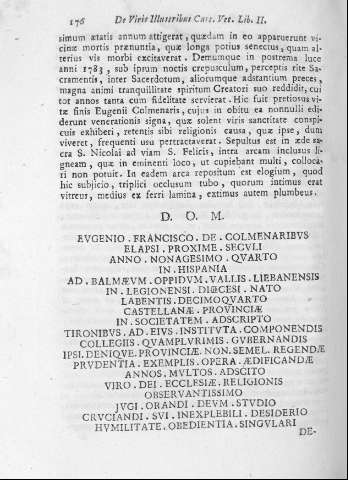 176 De Viris Illustribus Curs. Vet. Lib. II.
simum ætatis annum attigerat, quædam in eo apparuerunt vi-
cinæ mortis prænuntia, quæ longa potius senectus, quam al-
terius vis morbi excitaverat. Demumque in postrema luce
anni 1783, sub ipsum noctis crepusculum, perceptis rite Sa-
cramentis, inter Sacerdotum, aliorumque adstantium preces,
magna animi tranquillitate spiritum Creatori suo reddidit, cui
tot annos tanta cum fidelitate servierat. Hic fuit pretiosus vi-
tæ finis Eugenii Colmenaris, cujus in obitu ea nonnulli edi-
derunt venerationis signa, quæ solent viris sanctitate conspi-
cuis exhiberi, retentis sibi religionis causa, quæ ipse, dum
viveret, frequenti usu pertractaverat. Sepultus est in æde sa-
cra S. Nicolai ad viam S. Felicis, intra arcam inclusus li-
gneam, quæ in eminenti loco, ut cupiebant multi, colloca-
ri non potuit. In eadem arca repositum est elogium, quod
hic subjicio, triplici occlusum tubo, quorum intimus erat
vitreus, medius ex ferri lamina, extimus autem plumbeus.
D. O. M.
EVGENIO . FRANCISCO . DE . COLMENARIBVS
ELAPSI . PROXIME . SECVLI
ANNO . NONAGESIMO . QVARTO
IN . HISPANIA
AD . BALMÆVM . OPPIDVM . VALLIS . LIEBANENSIS
IN . LEGIONENSI . DIŒCESI . NATO
LABENTIS . DECIMOQVARTO
CASTELLANÆ . PROVINCIÆ
IN . SOCIETATEM . ADSCRIPTO
TIRONIBVS . AD . EIVS . INSTITVTA . COMPONENDIS
COLLEGIIS . QVAMPLVRIMIS . GVBERNANDIS
IPSI . DENIQVE . PROVINCIÆ . NON . SEMEL . REGENDÆ
PRVDENTIA . EXEMPLIS . OPERA . ÆDIFICANDÆ
ANNOS . MVLTOS . ADSCITO
VIRO . DEI . ECCLESIÆ . RELIGIONIS
OBSERVANTISSIMO
JVGI . ORANDI . DEVM . STVDIO
CRVCIANDI . SVI . INEXPLEBILI . DESIDERIO
HVMILITATE . OBEDIENTIA . SINGVLARI
DE-